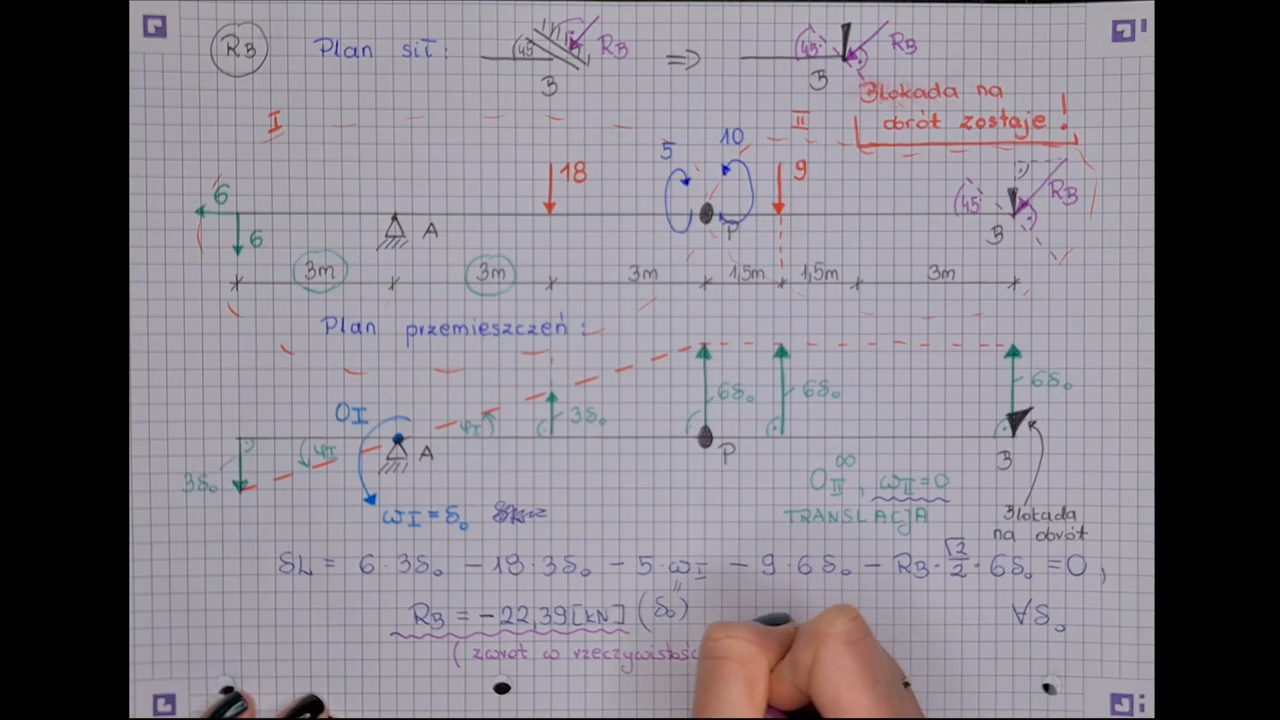 RB Plan sił: 45° RB ⇒ 45° RB
B B
Blokada na
obrót zostaje!
I II
5 10
6 18 9 45° RB
6 A P B
3m 3m 3m 1,5m 1,5m 3m
Plan przemieszczeń:
OI 3δ₀ 6δ₀ 6δ₀ 6δ₀
φI φI
3δ₀ A P B
OII∞, ωII=0
ωI=δ₀
TRANSLACJA
Blokada
na obrót
δL = 6·3δ₀ - 18·3δ₀ - 5·ωI - 9·6δ₀ - RB·√2/2·6δ₀ = 0,
RB = -22,39[kN] (δ₀) ∀δ₀
(zwrot w rzeczywistości